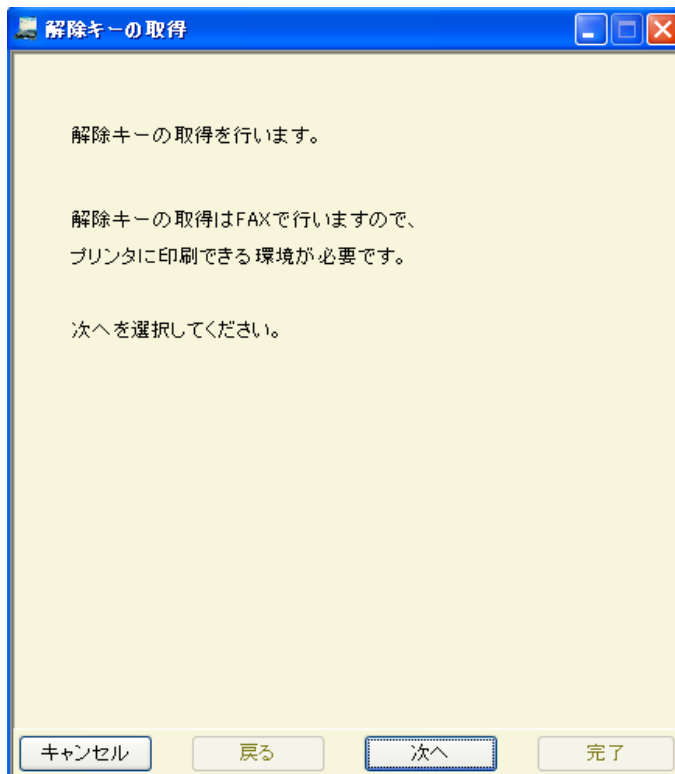 解除キーの取得
解除キーの取得を行います。
解除キーの取得はFAXで行いますので、
プリンタに印刷できる環境が必要です。
次へを選択してください。
キャンセル 戻る 次へ 完了